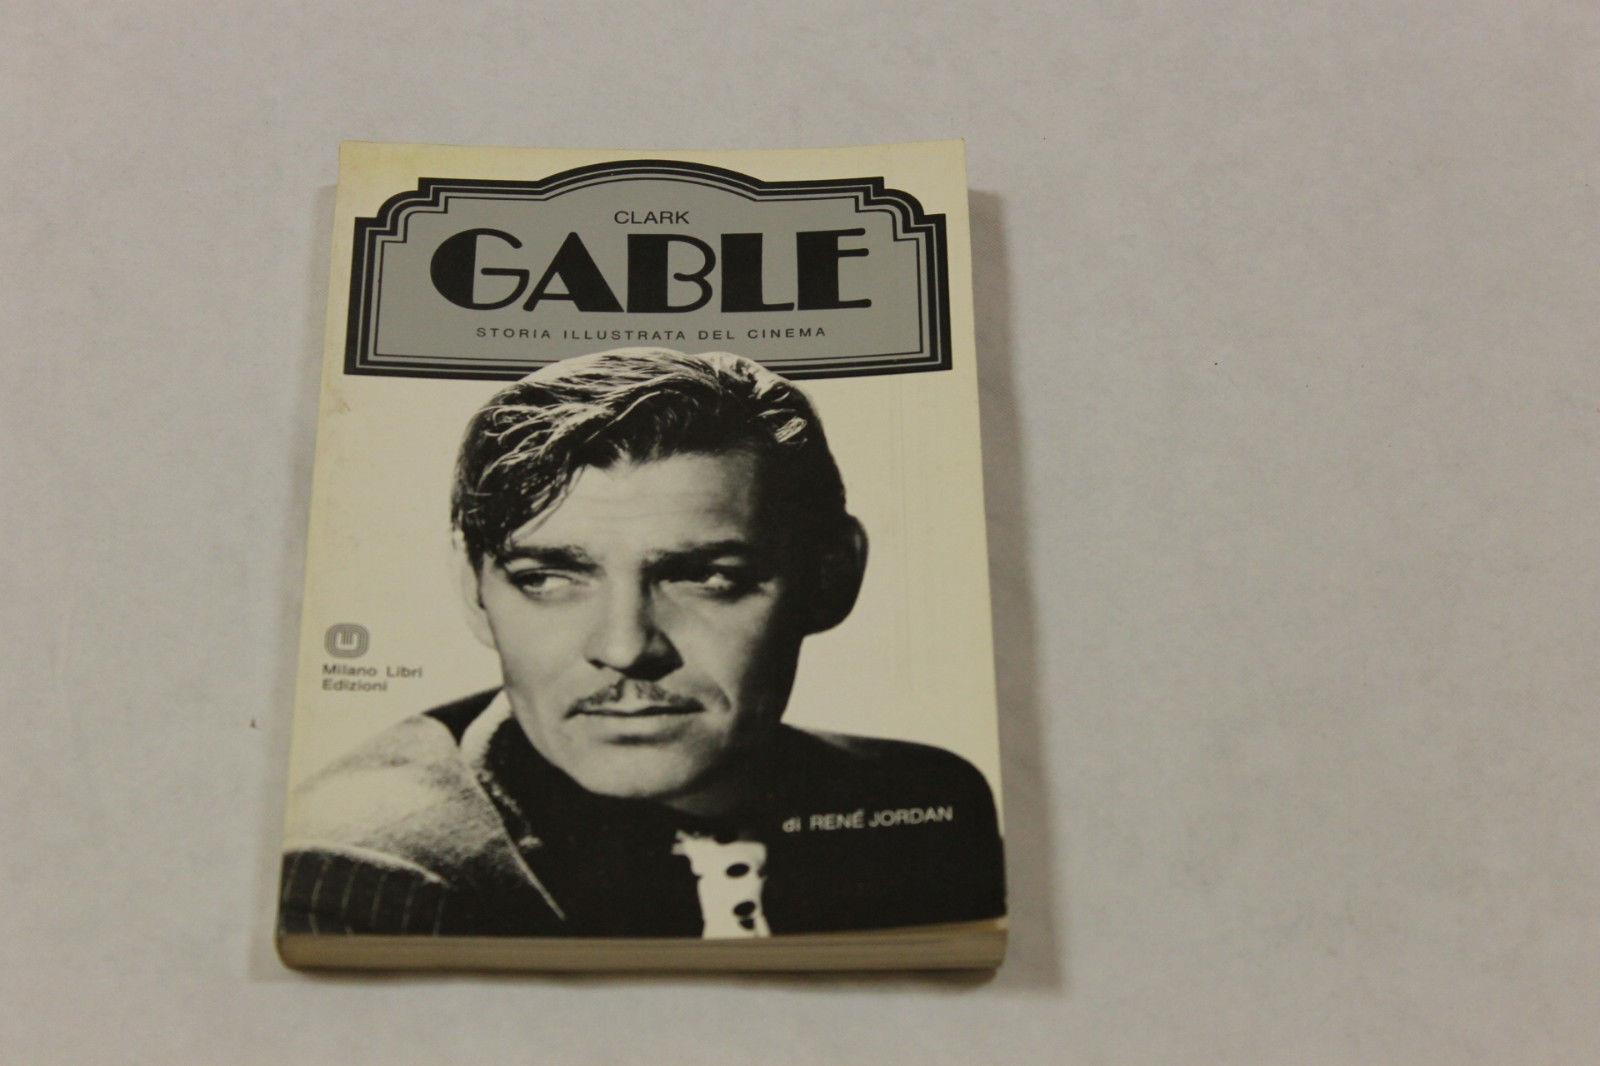 CLARK
GABLE
STORIA ILLUSTRATA DEL CINEMA
Milano Libri
Edizioni
di RENÉ JORDAN